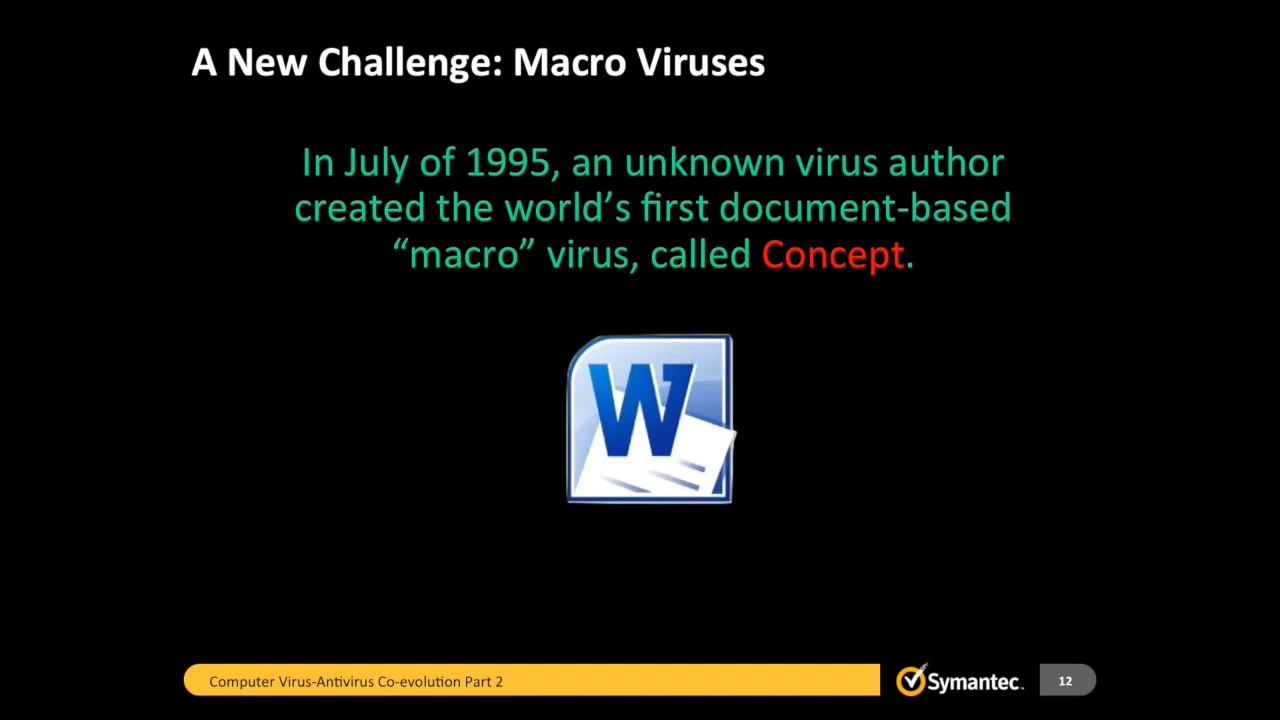 A New Challenge: Macro Viruses
In July of 1995, an unknown virus author
created the world’s first document-based
“macro” virus, called Concept.
W
Computer Virus-Antivirus Co-evolution Part 2
Symantec™
12